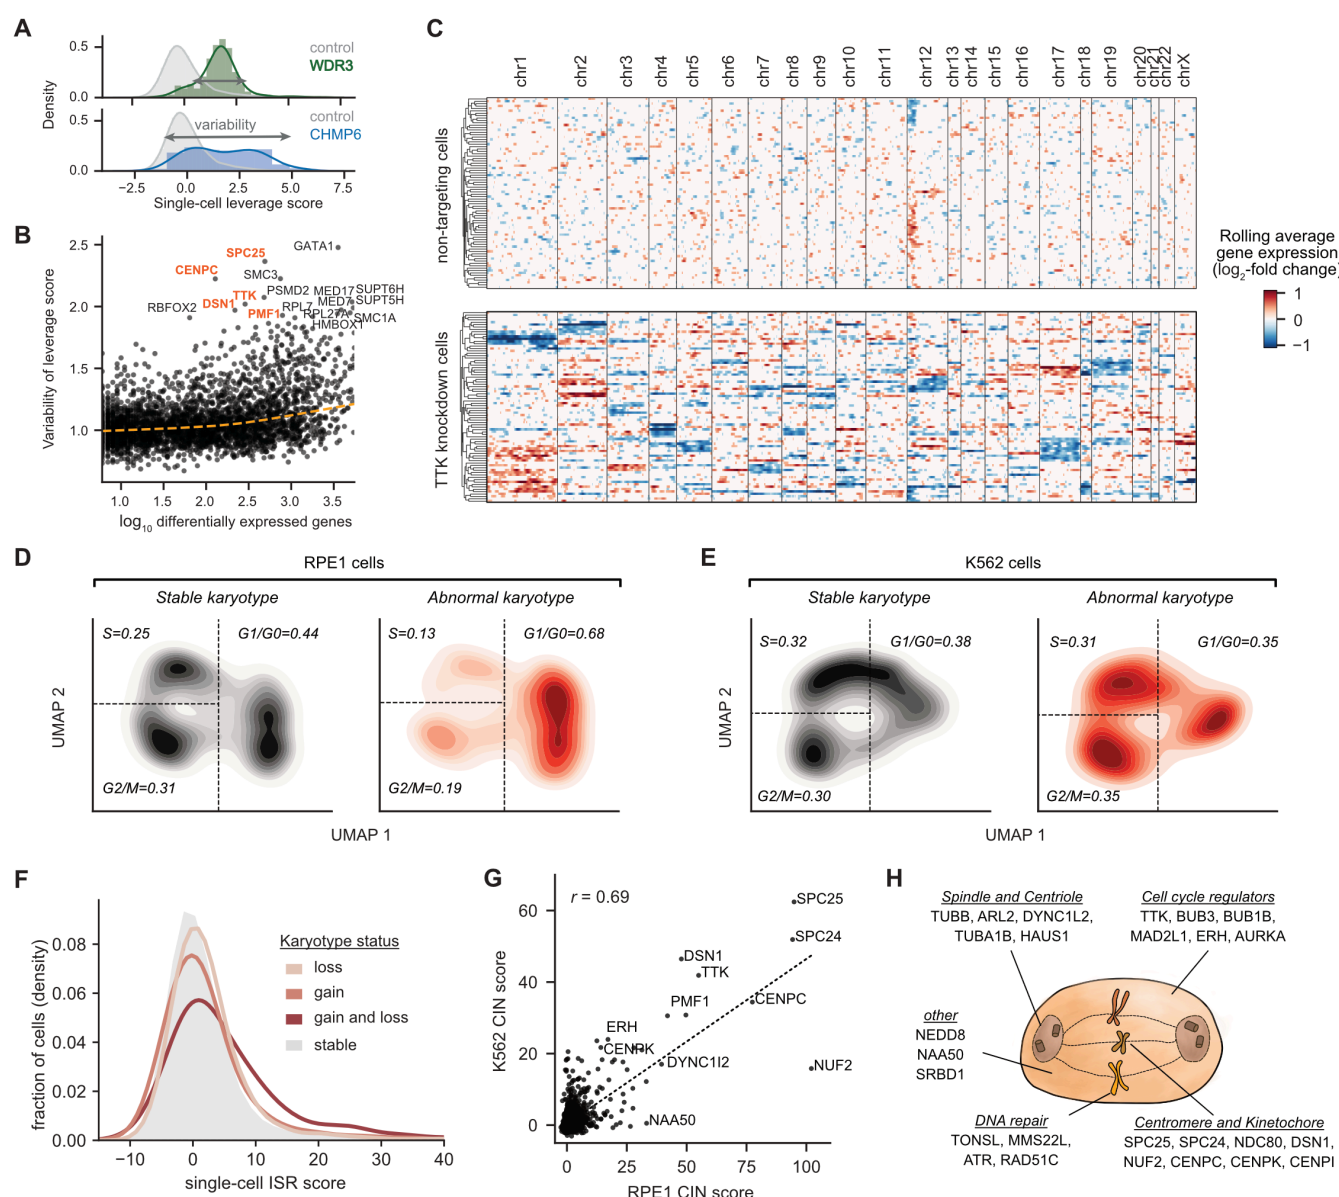 A
control
WDR3
0.5
0.0
Density
control
CHMP6
variability
0.5
0.0
−2.5
0.0
2.5
5.0
7.5
Single-cell leverage score
B
2.5
2.0
1.5
1.0
Variability of leverage score
GATA1
SPC25
CENPC
SMC3
TTK
PSMD2
MED17
SUPT6H
DSN1
MED7
SUPT5H
RBFOX2
PMF1
RPL7
RPL27A
SMC1A
HMBOX1
1.0
1.5
2.0
2.5
3.0
3.5
log10 differentially expressed genes
C
chr1
chr2
chr3
chr4
chr5
chr6
chr7
chr8
chr9
chr10
chr11
chr12
chr13
chr14
chr15
chr16
chr17
chr18
chr19
chr20
chr21
chr22
chrX
non-targeting cells
TTK knockdown cells
Rolling average
gene expression
(log2-fold change)
1
0
−1
D
RPE1 cells
Stable karyotype
Abnormal karyotype
S=0.25
G1/G0=0.44
G2/M=0.31
S=0.13
G1/G0=0.68
G2/M=0.19
UMAP 2
UMAP 1
E
K562 cells
Stable karyotype
Abnormal karyotype
S=0.32
G1/G0=0.38
G2/M=0.30
S=0.31
G1/G0=0.35
G2/M=0.35
UMAP 2
UMAP 1
F
0.08
0.06
0.04
0.02
0.00
fraction of cells (density)
Karyotype status
loss
gain
gain and loss
stable
−10
0
10
20
30
40
single-cell ISR score
G
r = 0.69
60
40
20
0
K562 CIN score
SPC25
SPC24
DSN1
TTK
PMF1
CENPC
ERH
CENPK
DYNC1I2
NUF2
NAA50
0
25
50
75
100
RPE1 CIN score
H
Spindle and Centriole
TUBB, ARL2, DYNC1L2,
TUBA1B, HAUS1
Cell cycle regulators
TTK, BUB3, BUB1B,
MAD2L1, ERH, AURKA
other
NEDD8
NAA50
SRBD1
DNA repair
TONSL, MMS22L,
ATR, RAD51C
Centromere and Kinetochore
SPC25, SPC24, NDC80, DSN1,
NUF2, CENPC, CENPK, CENPI